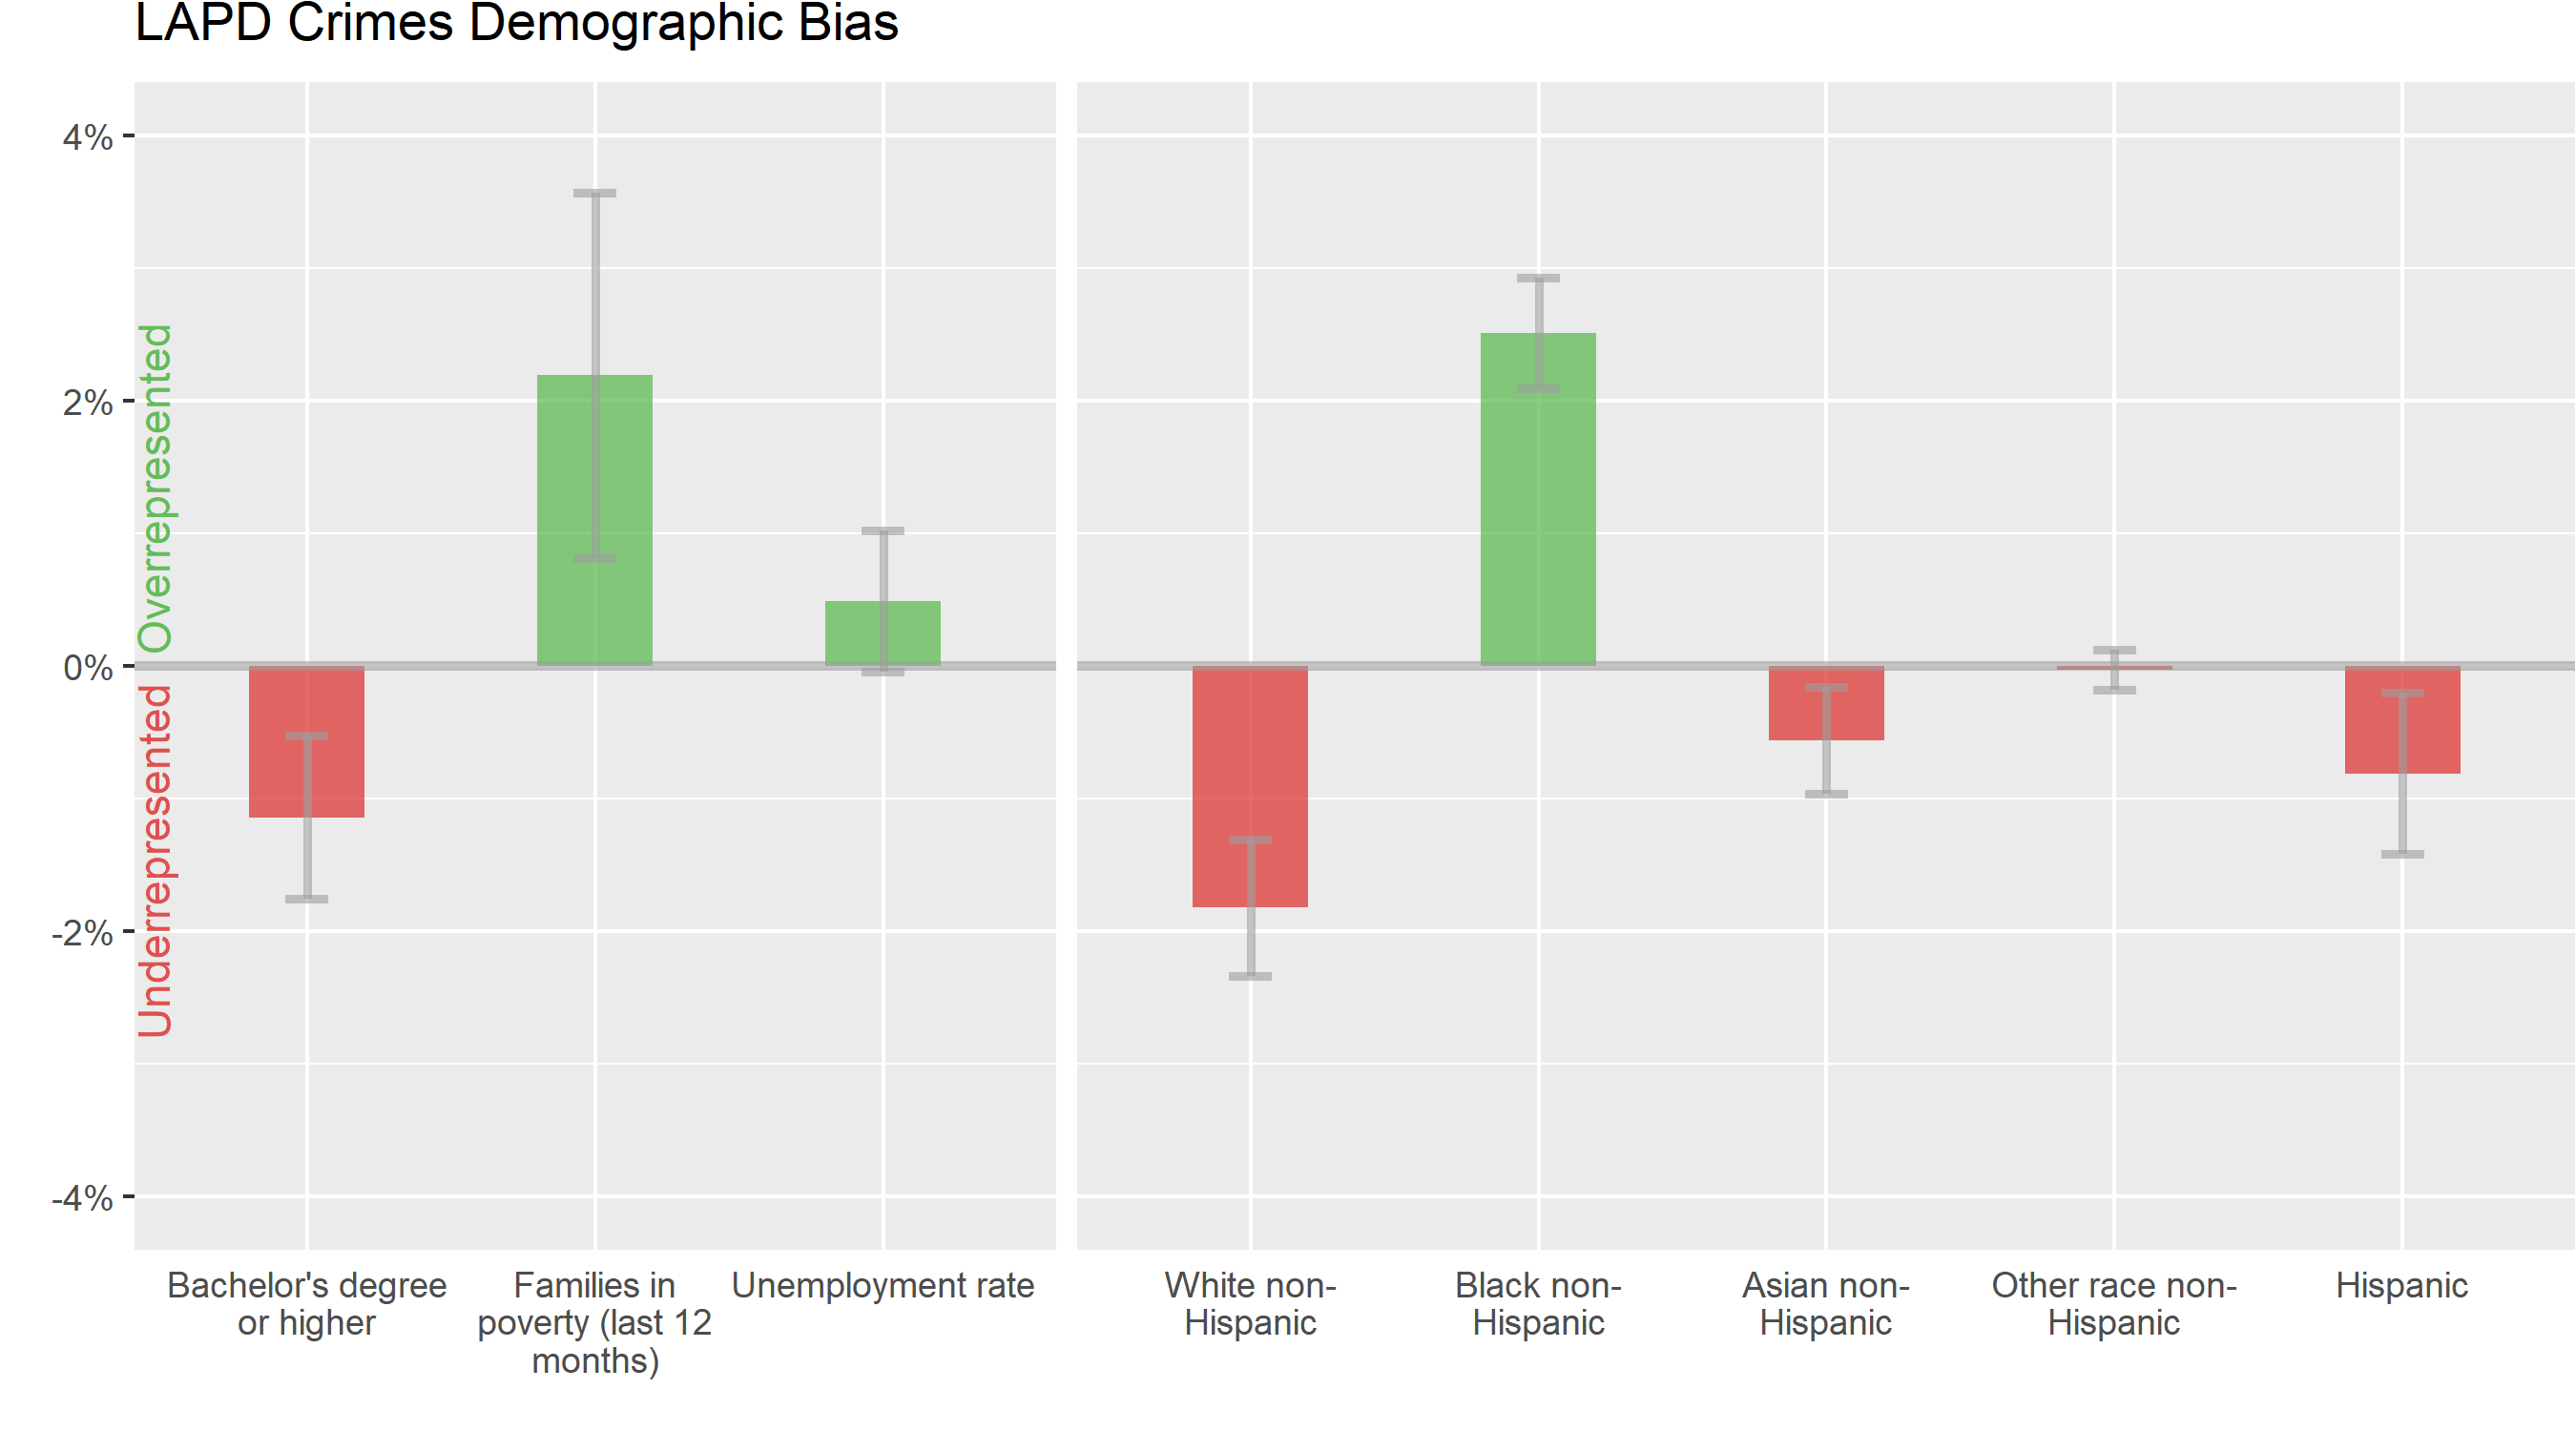 LAPD Crimes Demographic Bias
4%
2%
0%
-2%
-4%
Overrepresented
Underrepresented
Bachelor's degree
or higher
Families in
poverty (last 12
months)
Unemployment rate
White non-
Hispanic
Black non-
Hispanic
Asian non-
Hispanic
Other race non-
Hispanic
Hispanic